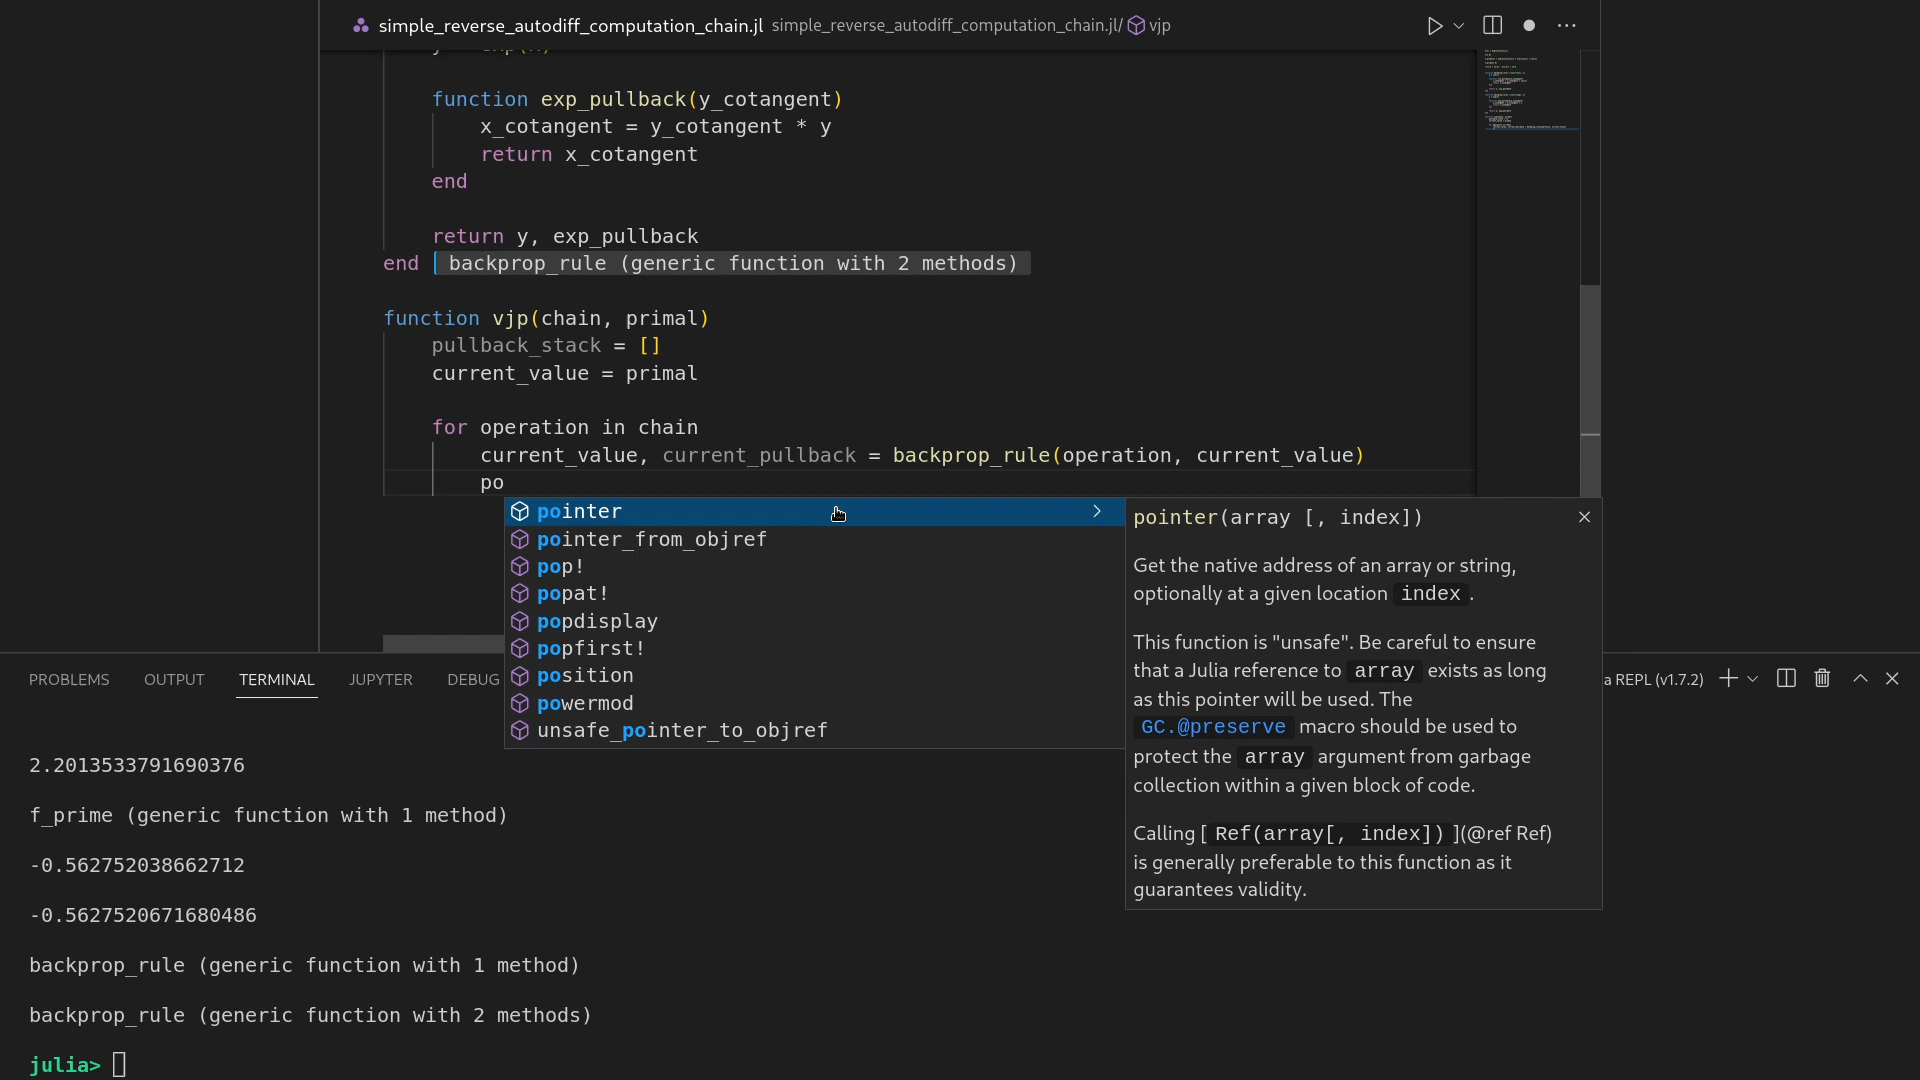 simple_reverse_autodiff_computation_chain.jl simple_reverse_autodiff_computation_chain.jl/ vjp
function exp_pullback(y_cotangent)
x_cotangent = y_cotangent * y
return x_cotangent
end
return y, exp_pullback
end backprop_rule (generic function with 2 methods)
function vjp(chain, primal)
pullback_stack = []
current_value = primal
for operation in chain
current_value, current_pullback = backprop_rule(operation, current_value)
po
pointer
pointer_from_objref
pop!
popat!
popdisplay
popfirst!
position
powermod
unsafe_pointer_to_objref
pointer(array [, index])
Get the native address of an array or string,
optionally at a given location index .
This function is "unsafe". Be careful to ensure
that a Julia reference to array exists as long
as this pointer will be used. The
GC.@preserve macro should be used to
protect the array argument from garbage
collection within a given block of code.
Calling [ Ref(array[, index]) ](@ref Ref)
is generally preferable to this function as it
guarantees validity.
PROBLEMS OUTPUT TERMINAL JUPYTER DEBUG a REPL (v1.7.2)
2.2013533791690376
f_prime (generic function with 1 method)
-0.562752038662712
-0.5627520671680486
backprop_rule (generic function with 1 method)
backprop_rule (generic function with 2 methods)
julia>